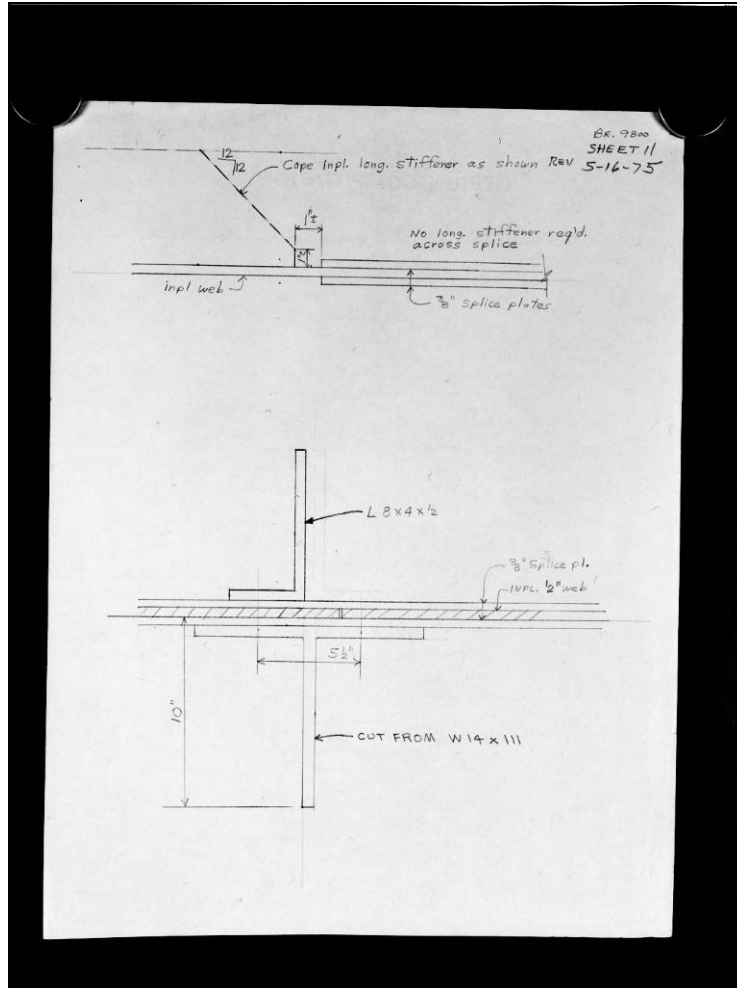 BR. 9800
SHEET 11
REV 5-16-75
12/12
Cope inpl. long. stiffener as shown
1"±
No long. stiffener req'd.
across splice
inpl web
3/8" splice plates
L 8 x 4 x 1/2
3/8" splice pl.
INPL. 1/2" web
5 1/2"
10"
CUT FROM W 14 x 111